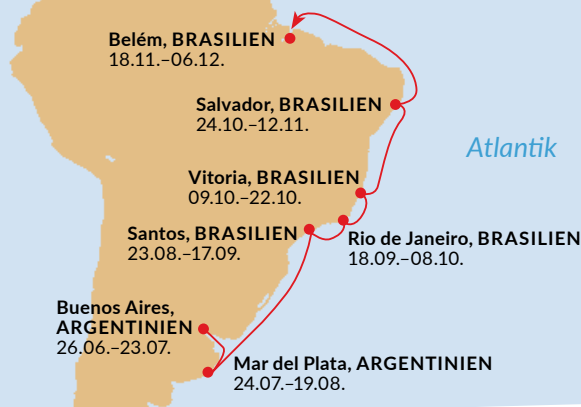 Belém, BRASILIEN
18.11.–06.12.
Salvador, BRASILIEN
24.10.–12.11.
Atlantik
Vitoria, BRASILIEN
09.10.–22.10.
Santos, BRASILIEN
23.08.–17.09.
Rio de Janeiro, BRASILIEN
18.09.–08.10.
Buenos Aires,
ARGENTINIEN
26.06.–23.07.
Mar del Plata, ARGENTINIEN
24.07.–19.08.